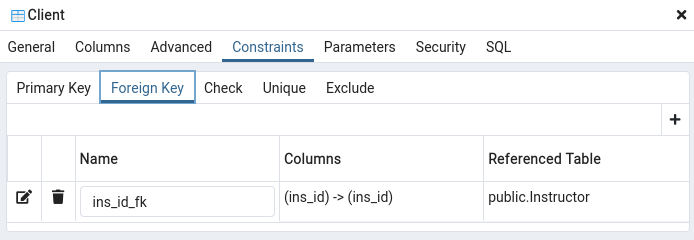 Client
General Columns Advanced Constraints Parameters Security SQL
Primary Key Foreign Key Check Unique Exclude
Name Columns Referenced Table
ins_id_fk (ins_id) -> (ins_id) public.Instructor